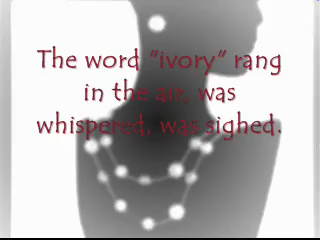 The word "ivory" rang
in the air, was
whispered, was sighed.